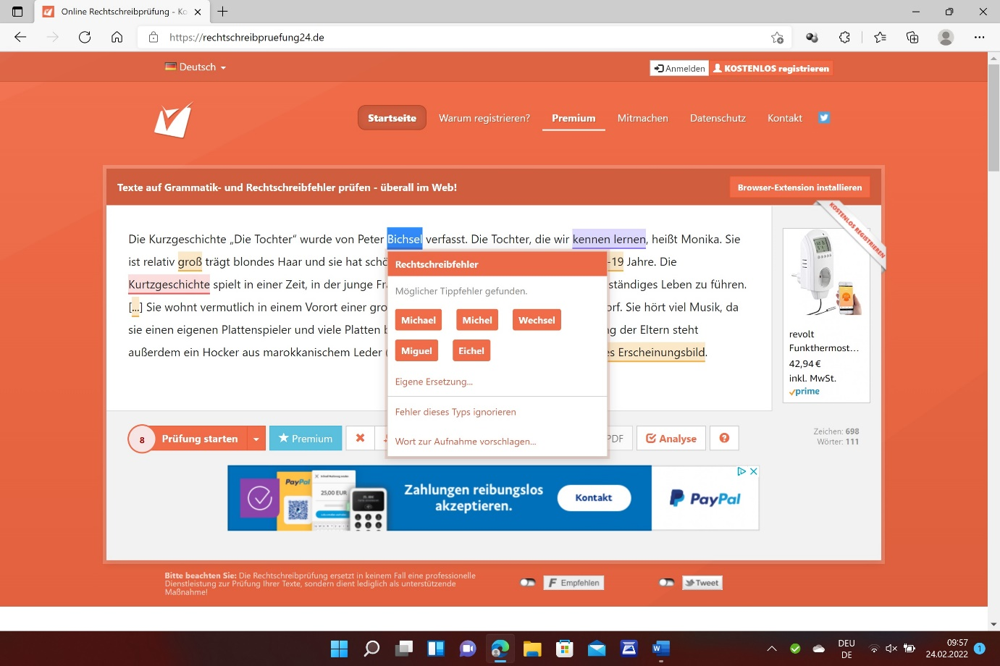 Online Rechtschreibprüfung - Ko
https://rechtschreibpruefung24.de
Deutsch
Anmelden
KOSTENLOS registrieren
Startseite
Warum registrieren?
Premium
Mitmachen
Datenschutz
Kontakt
Texte auf Grammatik- und Rechtschreibfehler prüfen - überall im Web!
Browser-Extension installieren
KOSTENLOS REGISTRIEREN
Die Kurzgeschichte „Die Tochter“ wurde von Peter Bichsel verfasst. Die Tochter, die wir kennen lernen, heißt Monika. Sie
ist relativ groß trägt blondes Haar und sie hat schö
-19 Jahre. Die
Kurtzgeschichte spielt in einer Zeit, in der junge Fr
ständiges Leben zu führen.
[...] Sie wohnt vermutlich in einem Vorort einer gro
orf. Sie hört viel Musik, da
sie einen eigenen Plattenspieler und viele Platten b
g der Eltern steht
außerdem ein Hocker aus marokkanischem Leder (
es Erscheinungsbild.
Rechtschreibfehler
Möglicher Tippfehler gefunden.
Michael
Michel
Wechsel
Miguel
Eichel
Eigene Ersetzung...
Fehler dieses Typs ignorieren
Wort zur Aufnahme vorschlagen...
revolt
Funkthermost...
42,94 €
inkl. MwSt.
prime
8
Prüfung starten
Premium
PDF
Analyse
Zeichen: 698
Wörter: 111
PayPal
25,00 EUR
Zahlungen reibungslos
akzeptieren.
Kontakt
PayPal
Bitte beachten Sie: Die Rechtschreibprüfung ersetzt in keinem Fall eine professionelle
Dienstleistung zur Prüfung Ihrer Texte, sondern dient lediglich als unterstützende
Maßnahme!
Empfehlen
Tweet
DEU
DE
09:57
24.02.2022
1